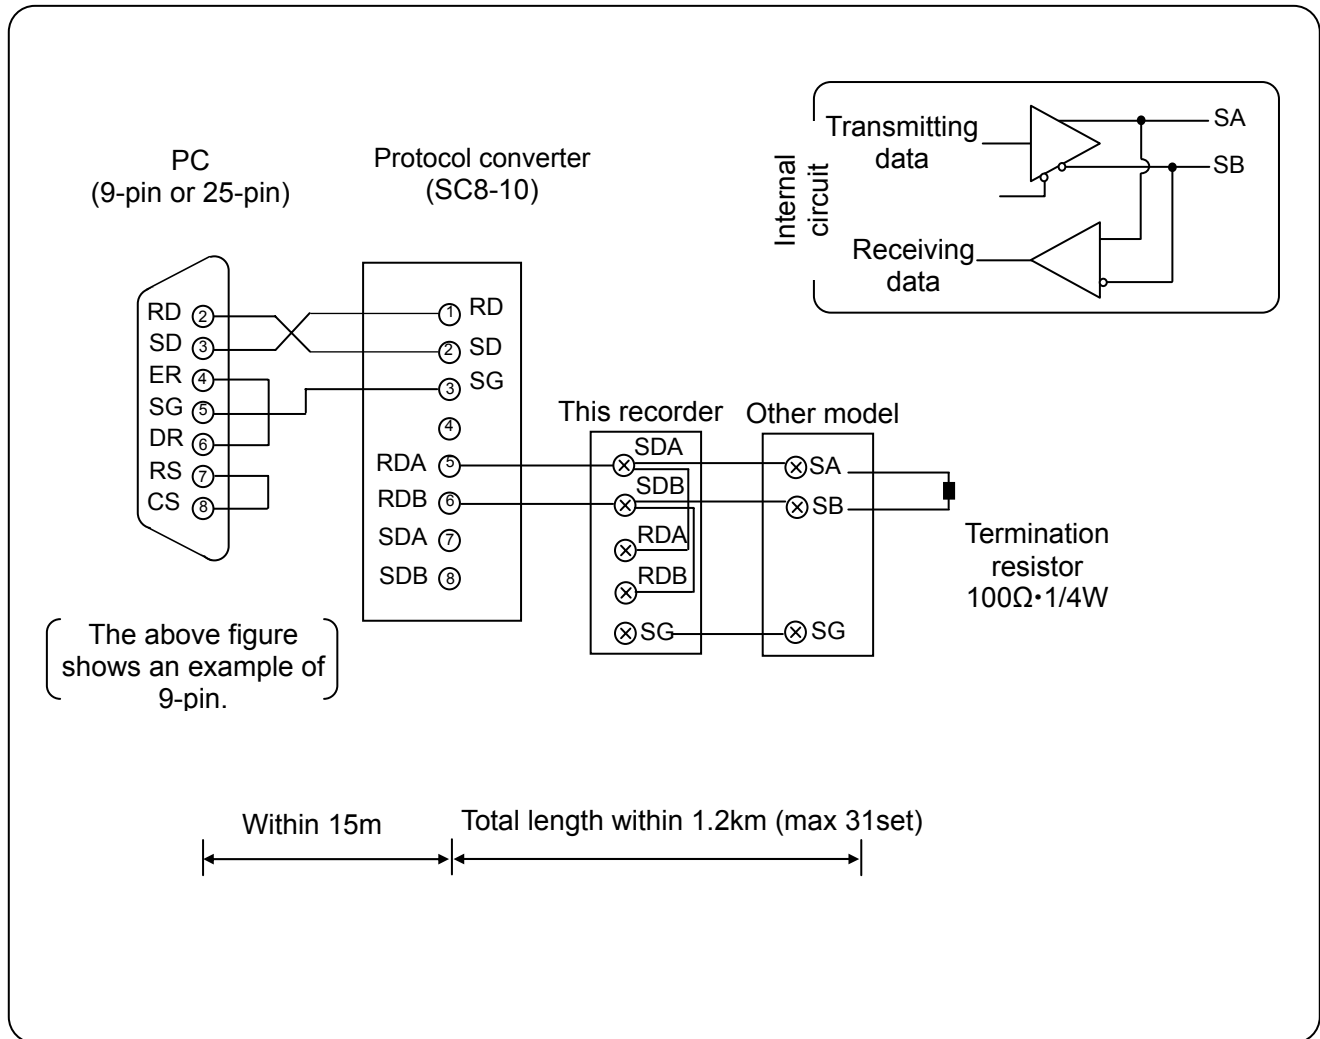 PC
(9-pin or 25-pin)
Protocol converter
(SC8-10)
Internal
circuit
Transmitting
data
Receiving
data
SA
SB
RD ②
SD ③
ER ④
SG ⑤
DR ⑥
RS ⑦
CS ⑧
① RD
② SD
③ SG
④
RDA ⑤
RDB ⑥
SDA ⑦
SDB ⑧
This recorder
SDA
SDB
RDA
RDB
SG
Other model
SA
SB
SG
Termination
resistor
100Ω・1/4W
The above figure
shows an example of
9-pin.
Within 15m
Total length within 1.2km (max 31set)